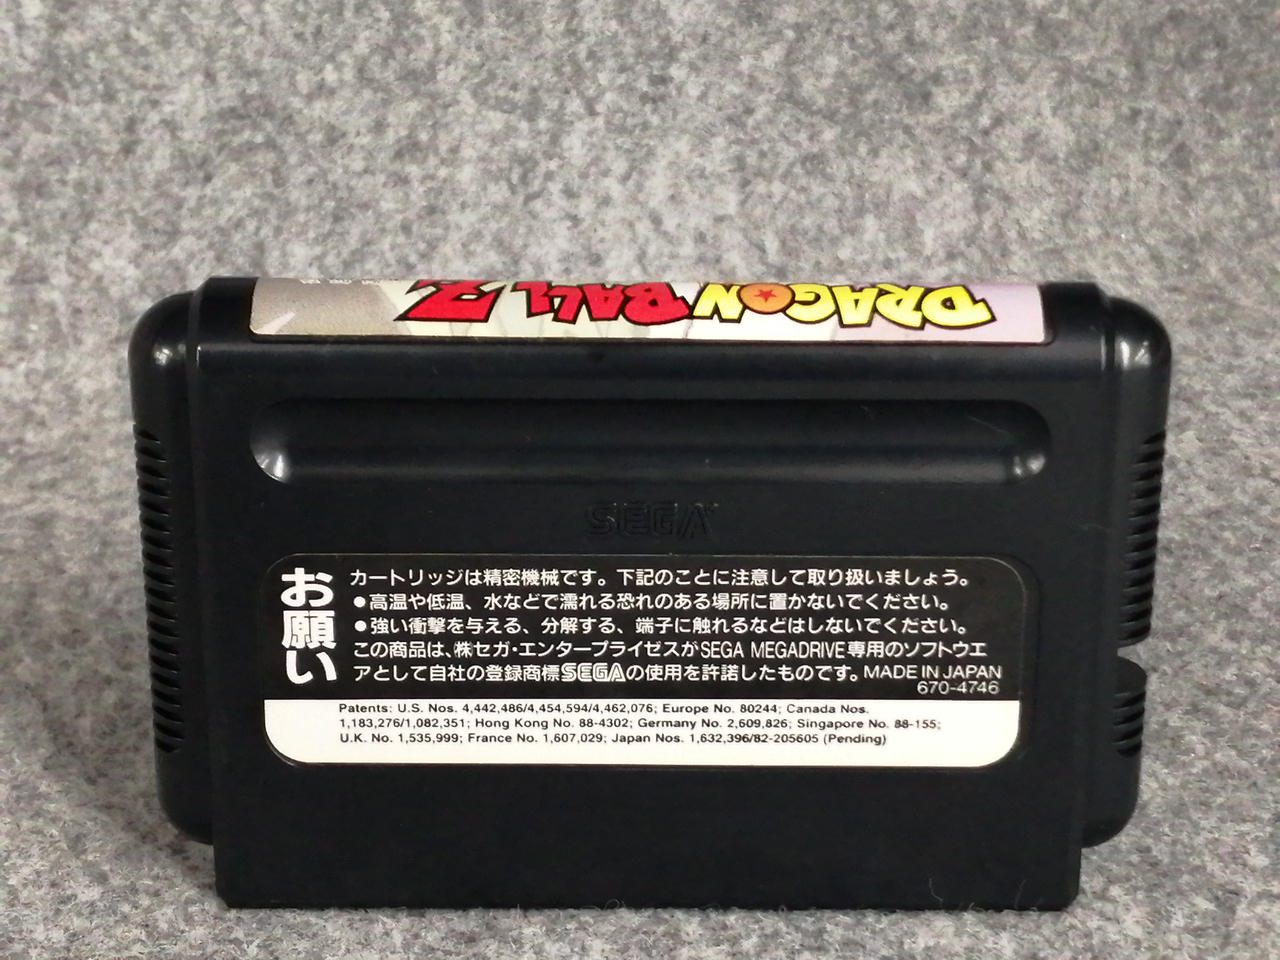 DRAGON BALL Z
SEGA
お願い
カートリッジは精密機械です。下記のことに注意して取り扱いましょう。
●高温や低温、水などで濡れる恐れのある場所に置かないでください。
●強い衝撃を与える、分解する、端子に触れるなどはしないでください。
この商品は、㈱セガ・エンタープライゼスがSEGA MEGADRIVE専用のソフトウエ
アとして自社の登録商標SEGAの使用を許諾したものです。MADE IN JAPAN
670-4746
Patents: U.S. Nos. 4,442,486/4,454,594/4,462,076; Europe No. 80244; Canada Nos.
1,183,276/1,082,351; Hong Kong No. 88-4302; Germany No. 2,609,826; Singapore No. 88-155;
U.K. No. 1,535,999; France No. 1,607,029; Japan Nos. 1,632,396/82-205605 (Pending)